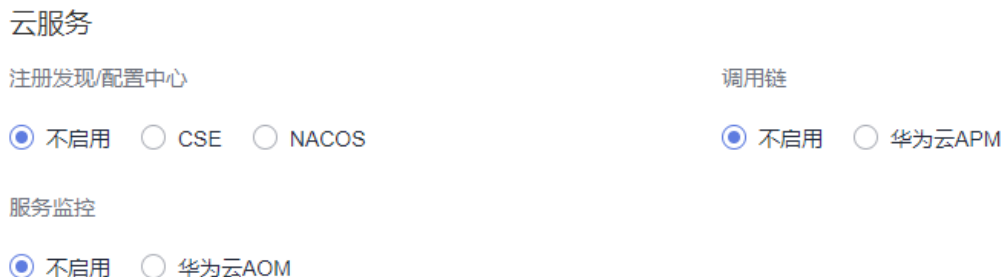 云服务
注册发现/配置中心 调用链
不启用 CSE NACOS 不启用 华为云APM
服务监控
不启用 华为云AOM